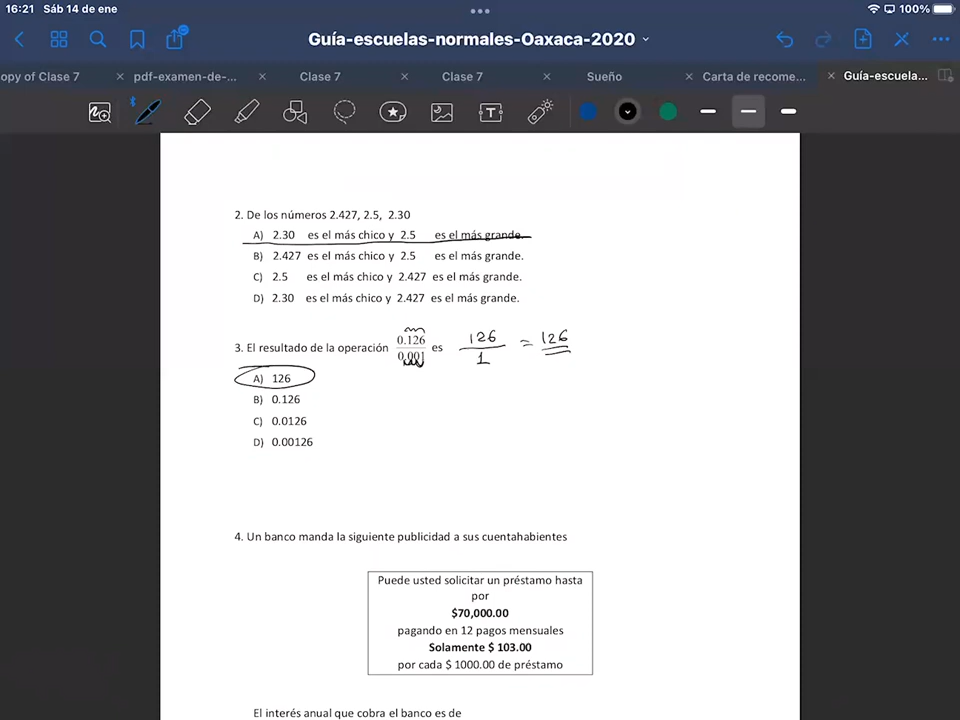 16:21 Sáb 14 de ene 100%
Guía-escuelas-normales-Oaxaca-2020
opy of Clase 7 pdf-examen-de-... Clase 7 Clase 7 Sueño Carta de recome... Guía-escuela...
2. De los números 2.427, 2.5, 2.30
A) 2.30 es el más chico y 2.5 es el más grande.
B) 2.427 es el más chico y 2.5 es el más grande.
C) 2.5 es el más chico y 2.427 es el más grande.
D) 2.30 es el más chico y 2.427 es el más grande.
3. El resultado de la operación 0.126/0.001 es 126/1 = 126
A) 126
B) 0.126
C) 0.0126
D) 0.00126
4. Un banco manda la siguiente publicidad a sus cuentahabientes
Puede usted solicitar un préstamo hasta
por
$70,000.00
pagando en 12 pagos mensuales
Solamente $ 103.00
por cada $ 1000.00 de préstamo
El interés anual que cobra el banco es de